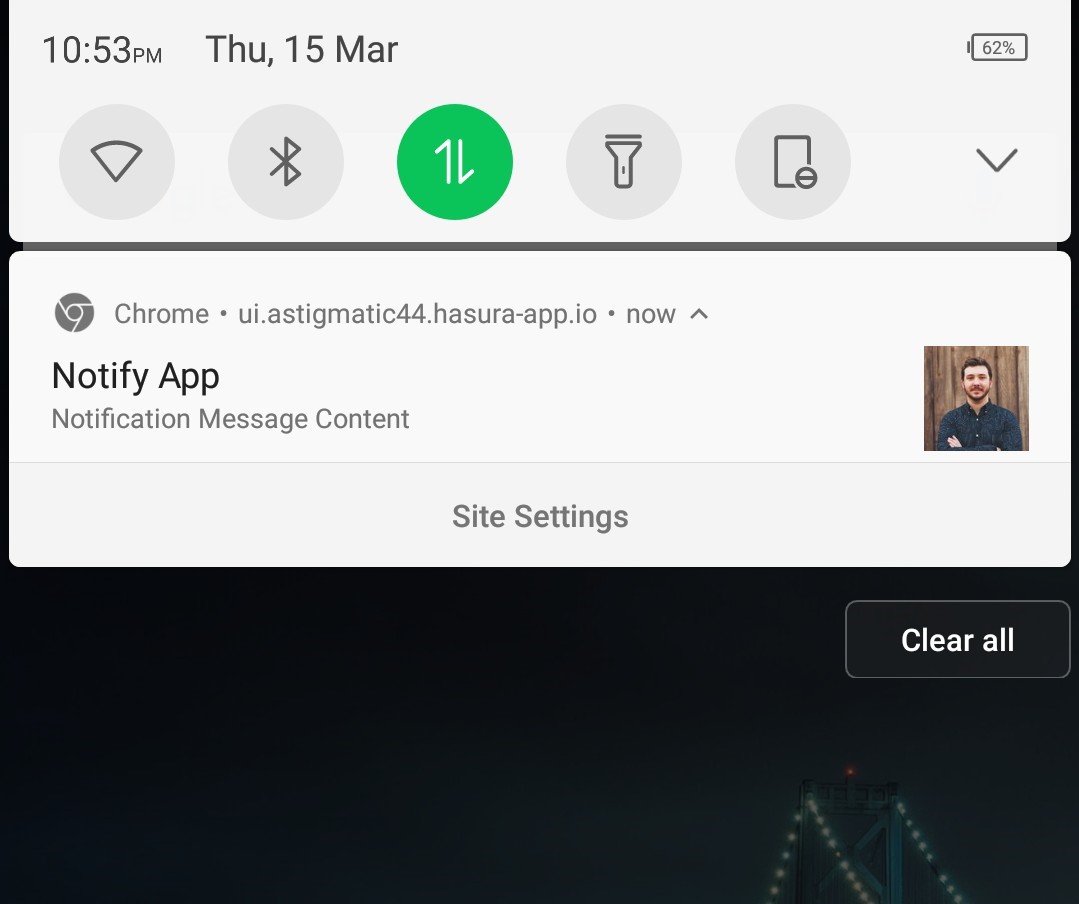 10:53PM Thu, 15 Mar 62%
Chrome • ui.astigmatic44.hasura-app.io • now
Notify App
Notification Message Content
Site Settings
Clear all